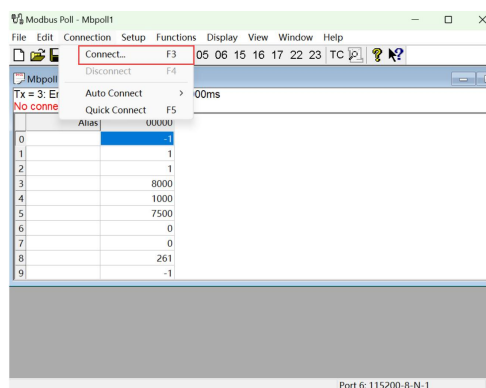 Modbus Poll - Mbpoll1
File Edit Connection Setup Functions Display View Window Help
05 06 15 16 17 22 23 TC
Connect... F3
Disconnect F4
Auto Connect >
Quick Connect F5
Mbpoll
Tx = 3: Er 00ms
No conne
Alias 00000
0 -1
1 1
2 1
3 8000
4 1000
5 7500
6 0
7 0
8 261
9 -1
Port 6: 115200-8-N-1